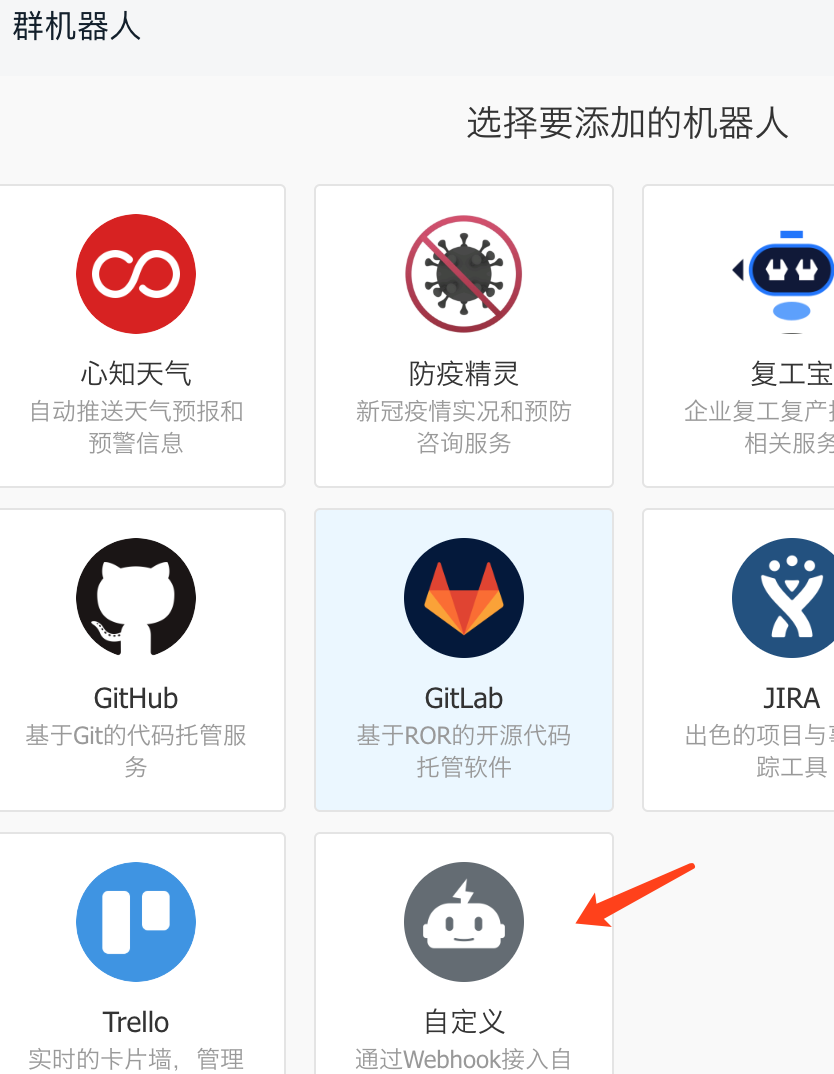 群机器人
选择要添加的机器人
心知天气
自动推送天气预报和
预警信息
防疫精灵
新冠疫情实况和预防
咨询服务
复工宝
企业复工复产
相关服务
GitHub
基于Git的代码托管服
务
GitLab
基于ROR的开源代码
托管软件
JIRA
出色的项目与
踪工具
Trello
实时的卡片墙，管理
自定义
通过Webhook接入自